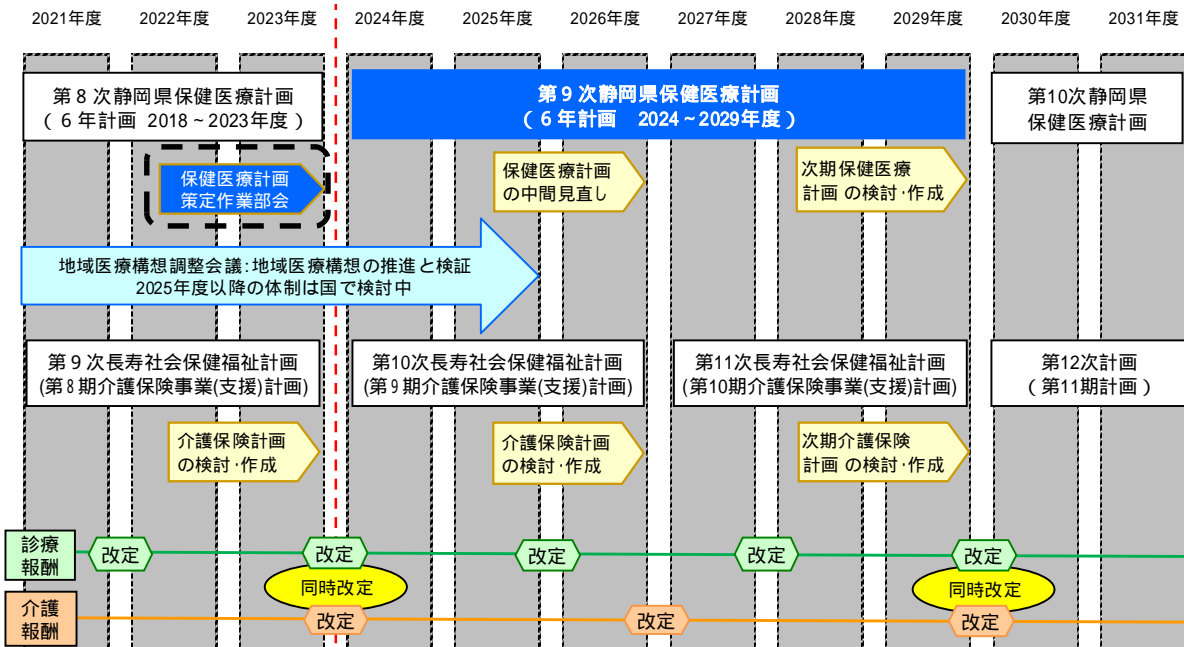 2021年度 2022年度 2023年度 2024年度 2025年度 2026年度 2027年度 2028年度 2029年度 2030年度 2031年度
第8次静岡県保健医療計画
(6年計画 2018~2023年度)
第9次静岡県保健医療計画
(6年計画 2024~2029年度)
第10次静岡県
保健医療計画
保健医療計画
策定作業部会
保健医療計画
の中間見直し
次期保健医療
計画の検討・作成
地域医療構想調整会議:地域医療構想の推進と検証
2025年度以降の体制は国で検討中
第9次長寿社会保健福祉計画
(第8期介護保険事業(支援)計画)
第10次長寿社会保健福祉計画
(第9期介護保険事業(支援)計画)
第11次長寿社会保健福祉計画
(第10期介護保険事業(支援)計画)
第12次計画
(第11期計画)
介護保険計画
の検討・作成
介護保険計画
の検討・作成
次期介護保険
計画の検討・作成
診療
報酬
改定 改定 改定 改定 改定
同時改定 同時改定
介護
報酬
改定 改定 改定